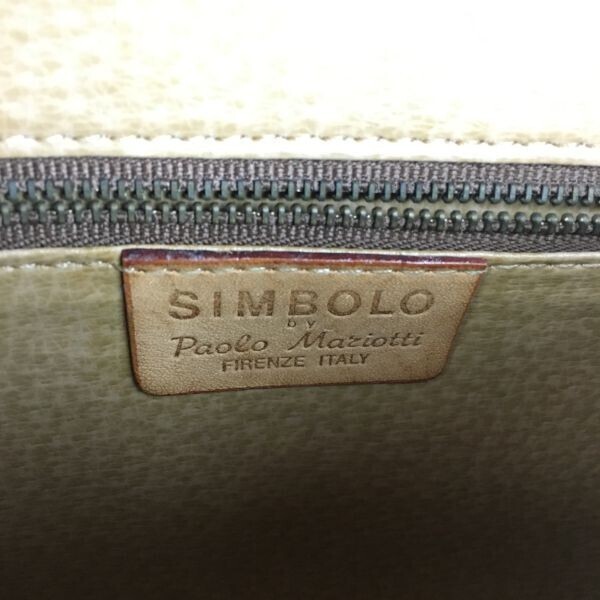 SIMBOLO
by
Paolo Mariotti
FIRENZE ITALY